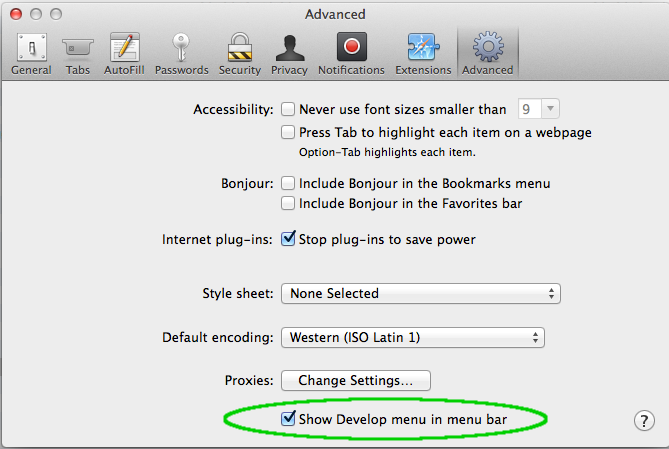 Advanced
General Tabs AutoFill Passwords Security Privacy Notifications Extensions Advanced
Accessibility: Never use font sizes smaller than 9
Press Tab to highlight each item on a webpage
Option-Tab highlights each item.
Bonjour: Include Bonjour in the Bookmarks menu
Include Bonjour in the Favorites bar
Internet plug-ins: Stop plug-ins to save power
Style sheet: None Selected
Default encoding: Western (ISO Latin 1)
Proxies: Change Settings...
Show Develop menu in menu bar ?